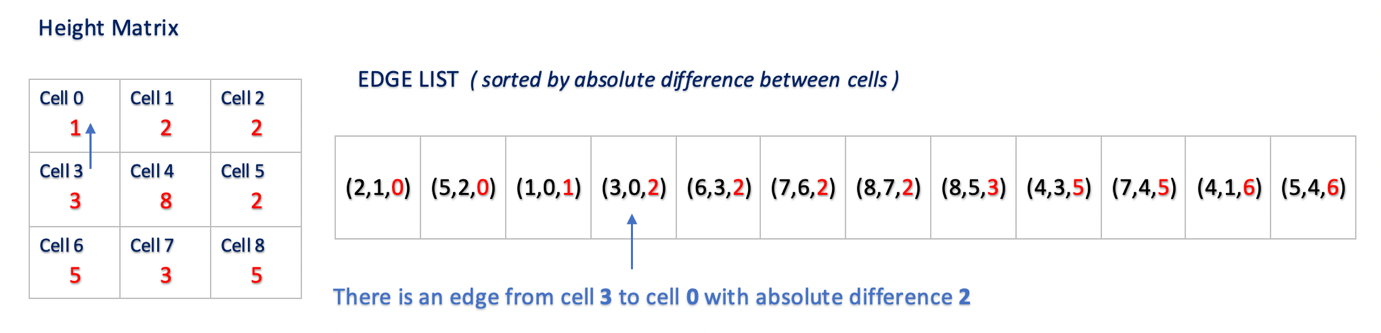 Height Matrix
EDGE LIST ( sorted by absolute difference between cells )
Cell 0 Cell 1 Cell 2
1 2 2
Cell 3 Cell 4 Cell 5
3 8 2
Cell 6 Cell 7 Cell 8
5 3 5
(2,1,0) (5,2,0) (1,0,1) (3,0,2) (6,3,2) (7,6,2) (8,7,2) (8,5,3) (4,3,5) (7,4,5) (4,1,6) (5,4,6)
There is an edge from cell 3 to cell 0 with absolute difference 2